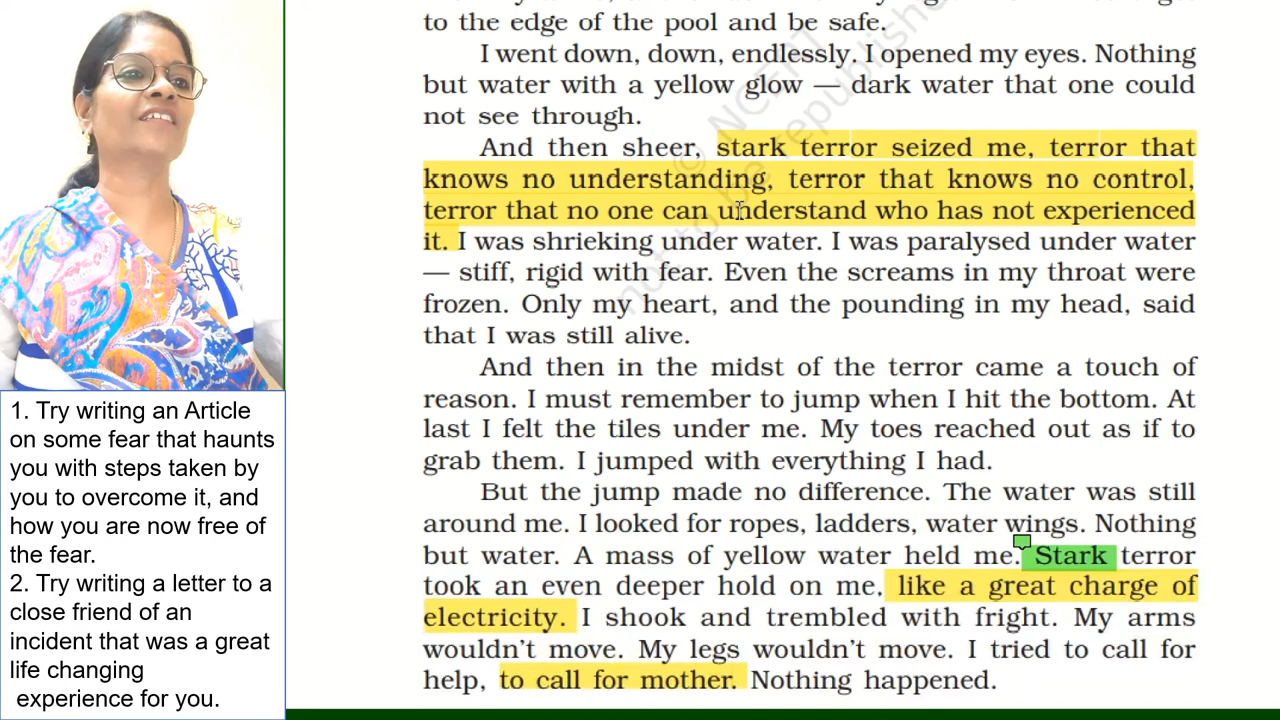 to the edge of the pool and be safe.
I went down, down, endlessly. I opened my eyes. Nothing
but water with a yellow glow — dark water that one could
not see through.
And then sheer, stark terror seized me, terror that
knows no understanding, terror that knows no control,
terror that no one can understand who has not experienced
it. I was shrieking under water. I was paralysed under water
— stiff, rigid with fear. Even the screams in my throat were
frozen. Only my heart, and the pounding in my head, said
that I was still alive.
And then in the midst of the terror came a touch of
reason. I must remember to jump when I hit the bottom. At
last I felt the tiles under me. My toes reached out as if to
grab them. I jumped with everything I had.
But the jump made no difference. The water was still
around me. I looked for ropes, ladders, water wings. Nothing
but water. A mass of yellow water held me. Stark terror
took an even deeper hold on me, like a great charge of
electricity. I shook and trembled with fright. My arms
wouldn't move. My legs wouldn't move. I tried to call for
help, to call for mother. Nothing happened.
1. Try writing an Article
on some fear that haunts
you with steps taken by
you to overcome it, and
how you are now free of
the fear.
2. Try writing a letter to a
close friend of an
incident that was a great
life changing
experience for you.
© NCERT
not to be republished